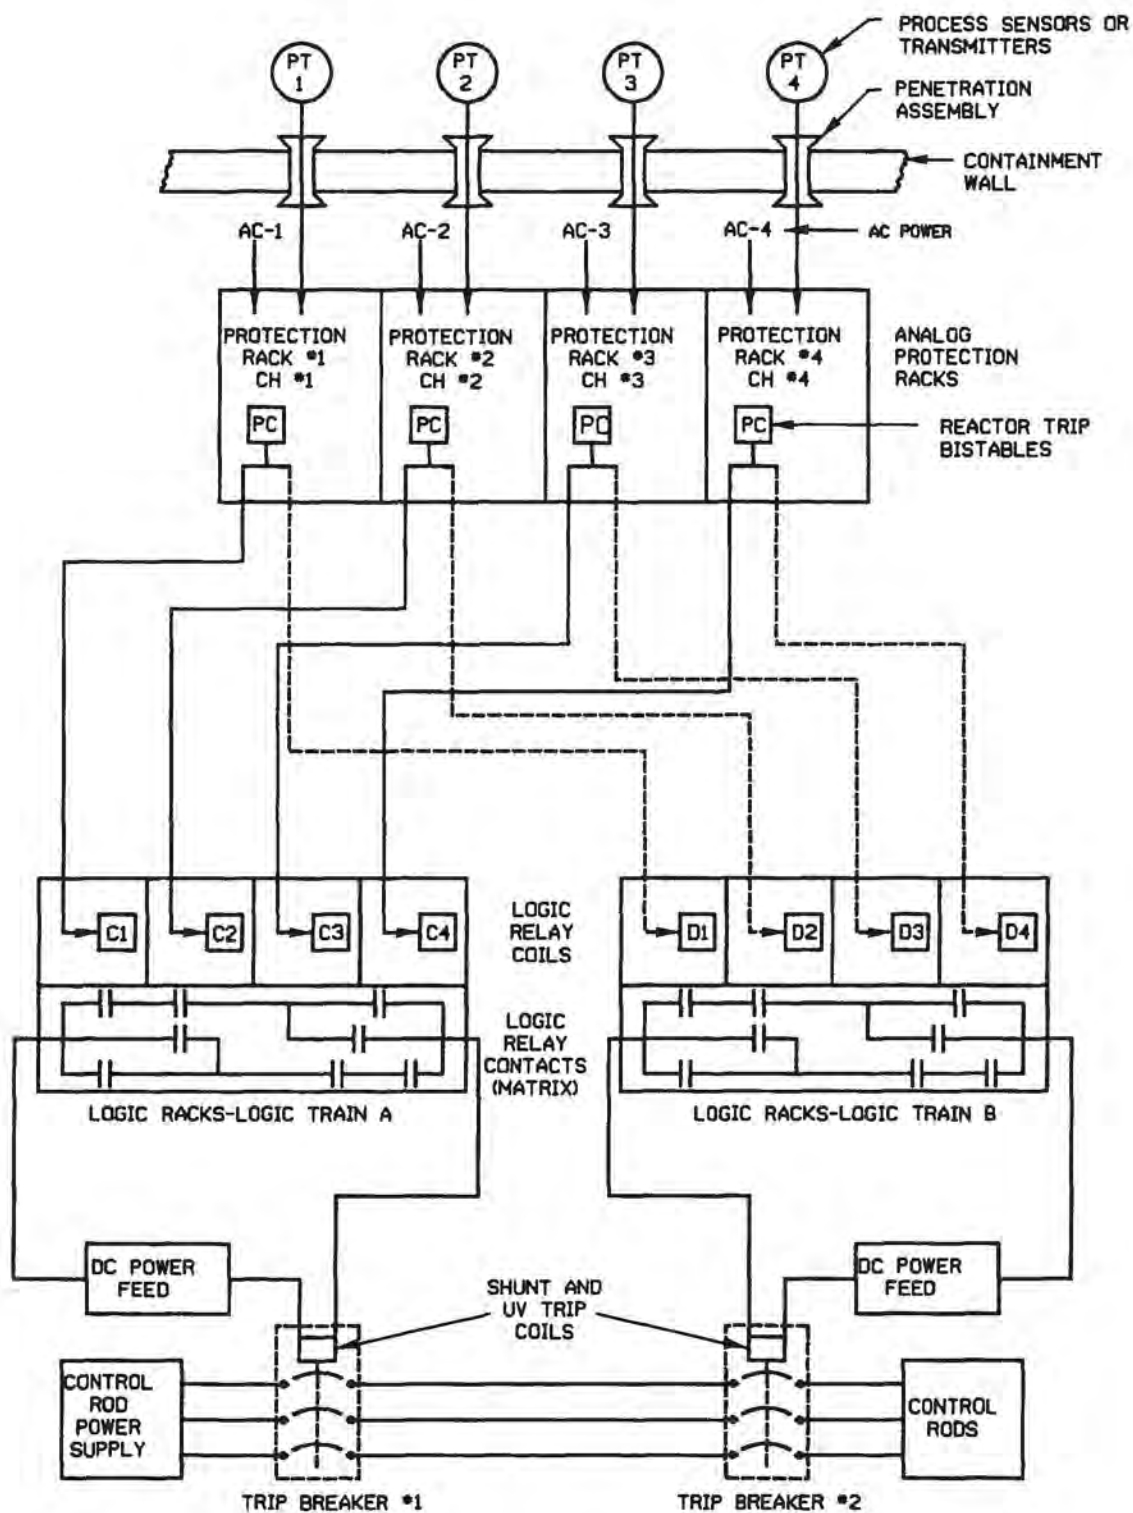 PROCESS SENSORS OR
TRANSMITTERS
PT
1
PT
2
PT
3
PT
4
PENETRATION
ASSEMBLY
CONTAINMENT
WALL
AC-1
AC-2
AC-3
AC-4
AC POWER
PROTECTION
RACK #1
CH #1
PROTECTION
RACK #2
CH #2
PROTECTION
RACK #3
CH #3
PROTECTION
RACK #4
CH #4
ANALOG
PROTECTION
RACKS
PC
PC
PC
PC
REACTOR TRIP
BISTABLES
C1
C2
C3
C4
LOGIC
RELAY
COILS
D1
D2
D3
D4
LOGIC
RELAY
CONTACTS
(MATRIX)
LOGIC RACKS-LOGIC TRAIN A
LOGIC RACKS-LOGIC TRAIN B
DC POWER
FEED
SHUNT AND
UV TRIP
COILS
DC POWER
FEED
CONTROL
ROD
POWER
SUPPLY
CONTROL
RODS
TRIP BREAKER #1
TRIP BREAKER #2